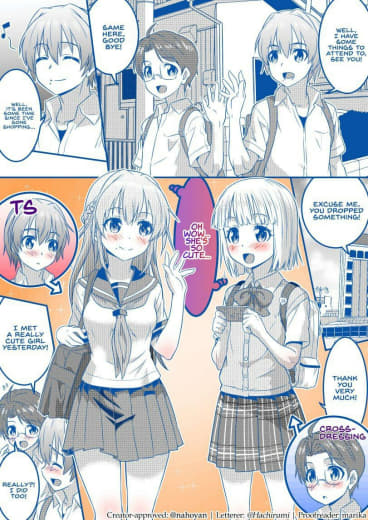 WELL,
I HAVE
SOME
THINGS TO
ATTEND TO,
SEE YOU!
SAME
HERE,
GOOD
BYE!
WELL,
IT'S BEEN
SOME TIME
SINCE I'VE
GONE
SHOPPING...
EXCUSE ME,
YOU DROPPED
SOMETHING!
OH
WOW...
SHE'S
SO
CUTE...
TS
THANK
YOU
VERY
MUCH!
I MET
A REALLY
CUTE GIRL
YESTERDAY!
CROSS-
DRESSING
REALLY?!
I DID
TOO!
Creator-approved: @nahoyan | Letterer: @Hachirumi | Proofreader: marika